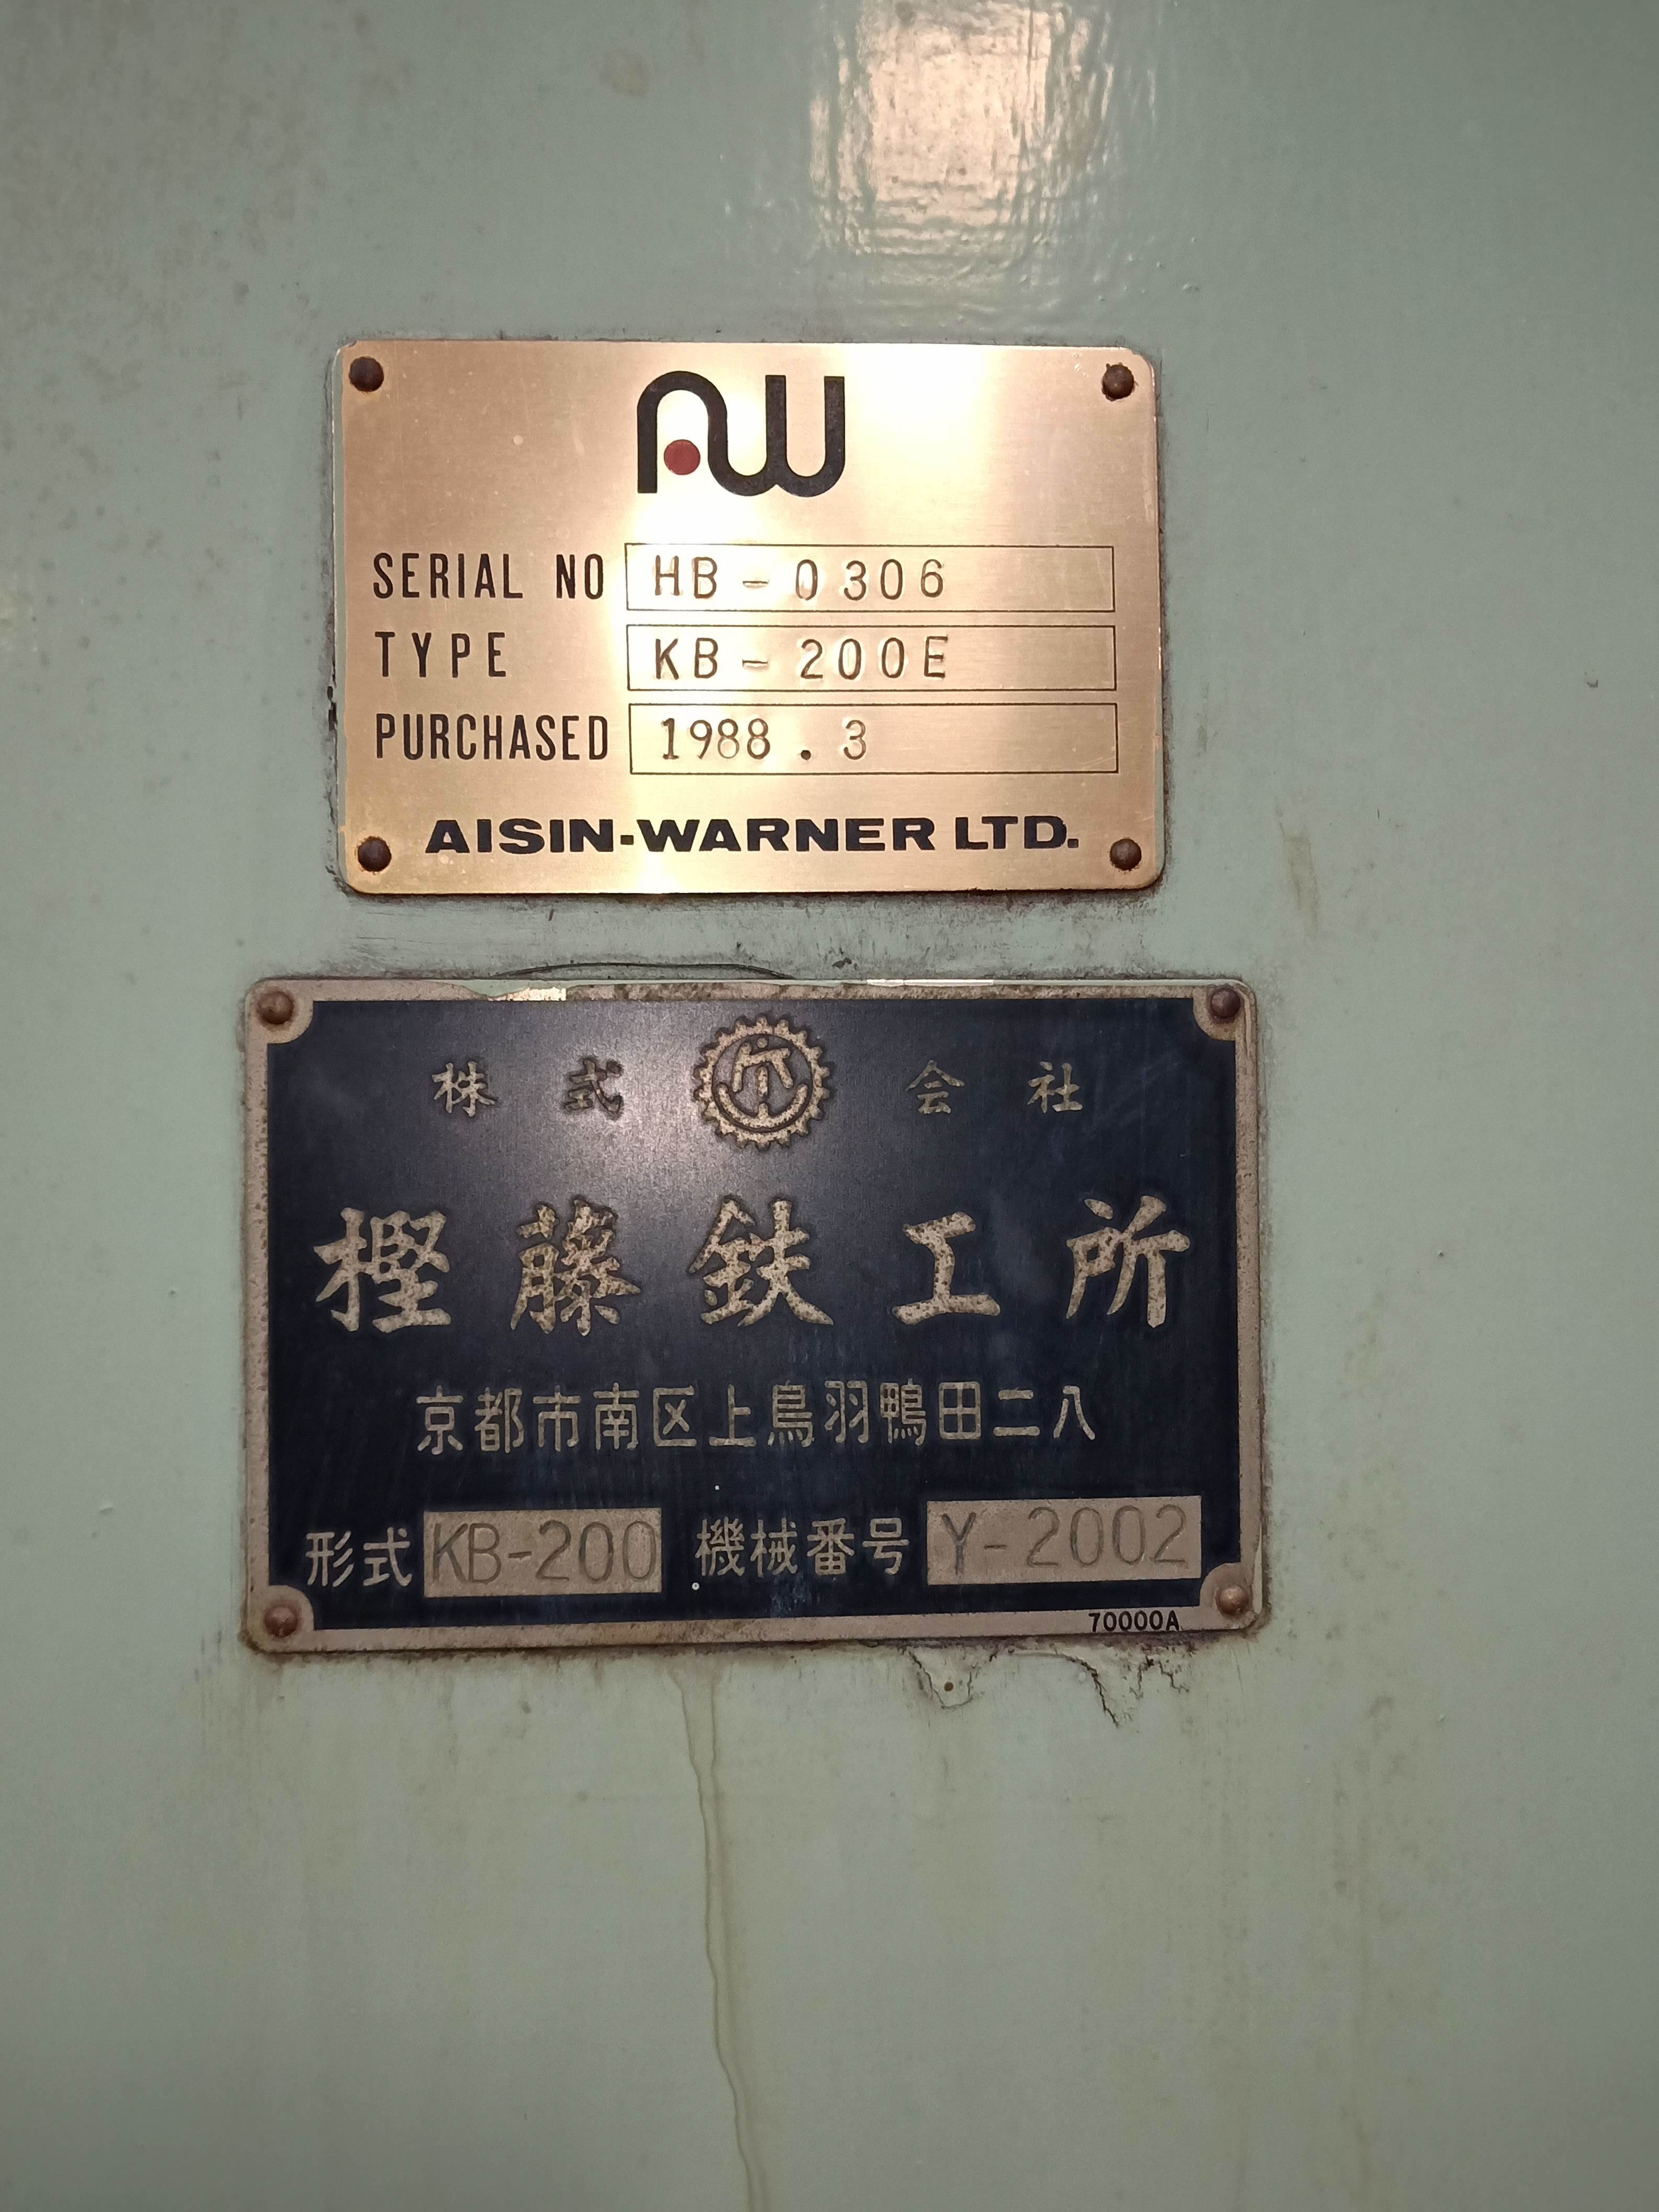 AW
SERIAL NO HB-0306
TYPE KB-200E
PURCHASED 1988.3
AISIN-WARNER LTD.
株式会社
樫藤鉄工所
京都市南区上鳥羽鴨田二八
形式 KB-200 機械番号 Y-2002
70000A